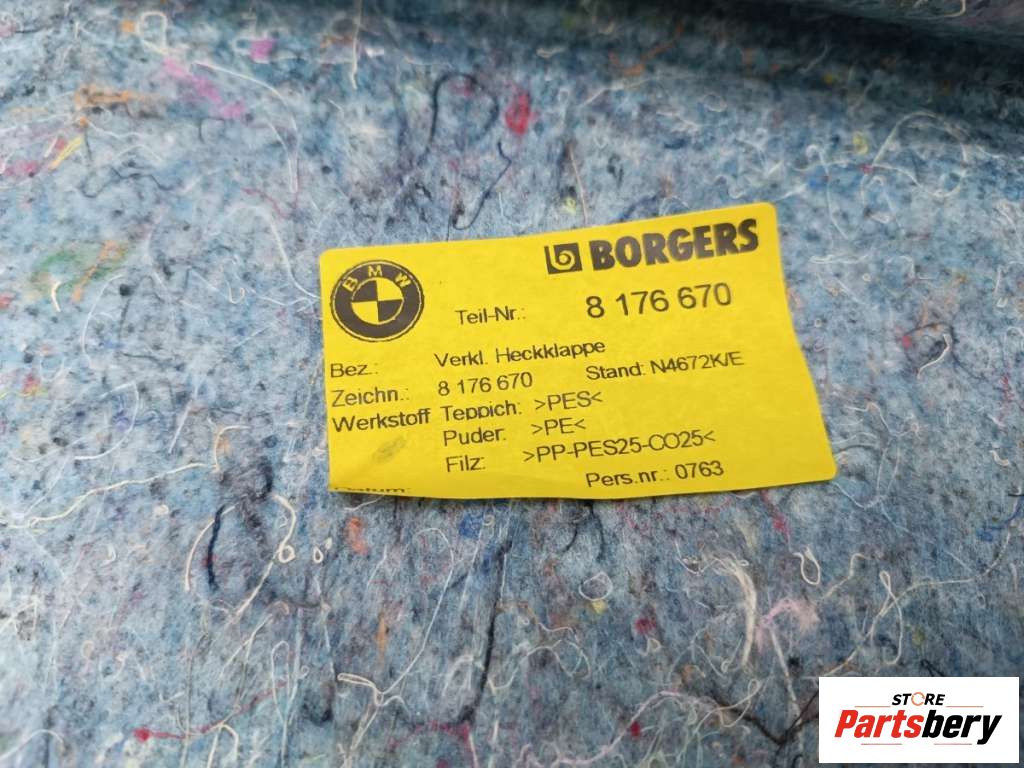 BMW
BORGERS
Teil-Nr.: 8 176 670
Bez.: Verkl. Heckklappe
Zeichn.: 8 176 670 Stand: N4672K/E
Werkstoff Teppich: >PES<
Puder: >PE<
Filz: >PP-PES25-CO25<
Pers.nr.: 0763
STORE
Partsbery